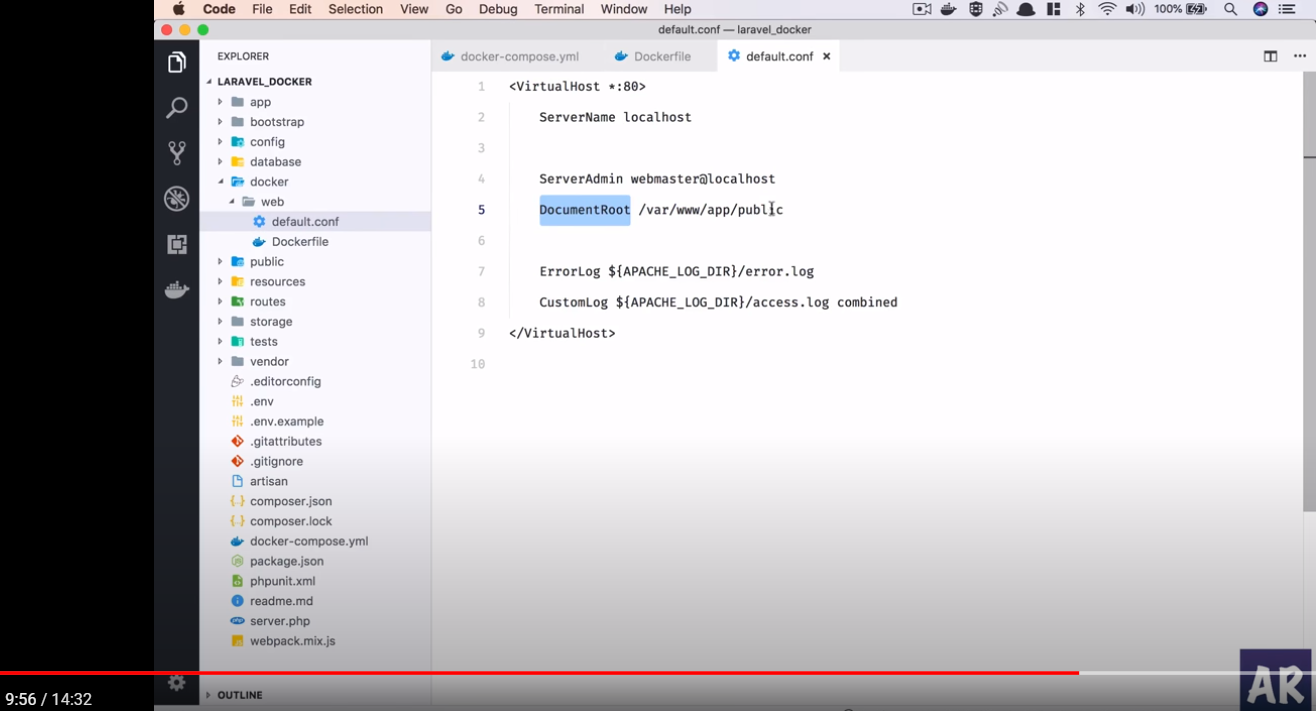 Code File Edit Selection View Go Debug Terminal Window Help 100%
default.conf — laravel_docker
EXPLORER
LARAVEL_DOCKER
app
bootstrap
config
database
docker
web
default.conf
Dockerfile
public
resources
routes
storage
tests
vendor
.editorconfig
.env
.env.example
.gitattributes
.gitignore
artisan
composer.json
composer.lock
docker-compose.yml
package.json
phpunit.xml
readme.md
server.php
webpack.mix.js
OUTLINE
docker-compose.yml Dockerfile default.conf ×
1 <VirtualHost *:80>
2 ServerName localhost
3
4 ServerAdmin webmaster@localhost
5 DocumentRoot /var/www/app/public
6
7 ErrorLog ${APACHE_LOG_DIR}/error.log
8 CustomLog ${APACHE_LOG_DIR}/access.log combined
9 </VirtualHost>
10
9:56 / 14:32
AR